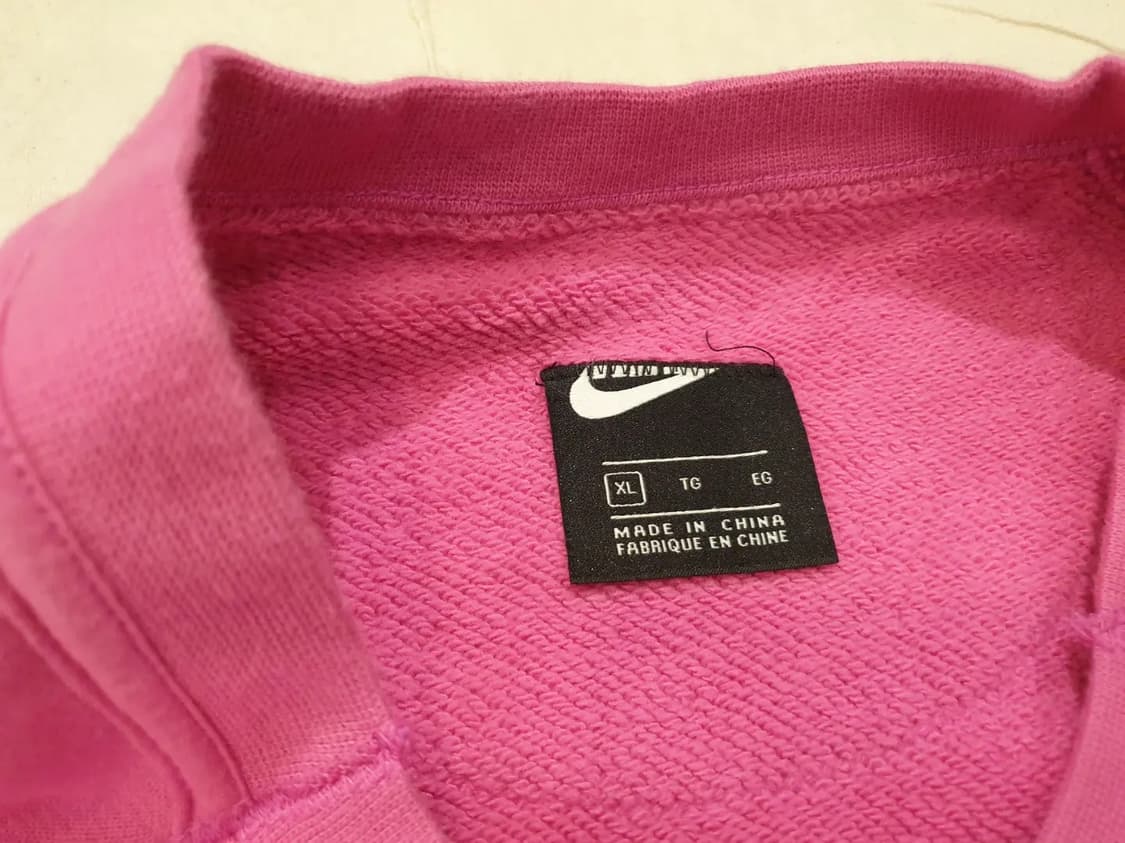 XL TG EG
MADE IN CHINA
FABRIQUE EN CHINE